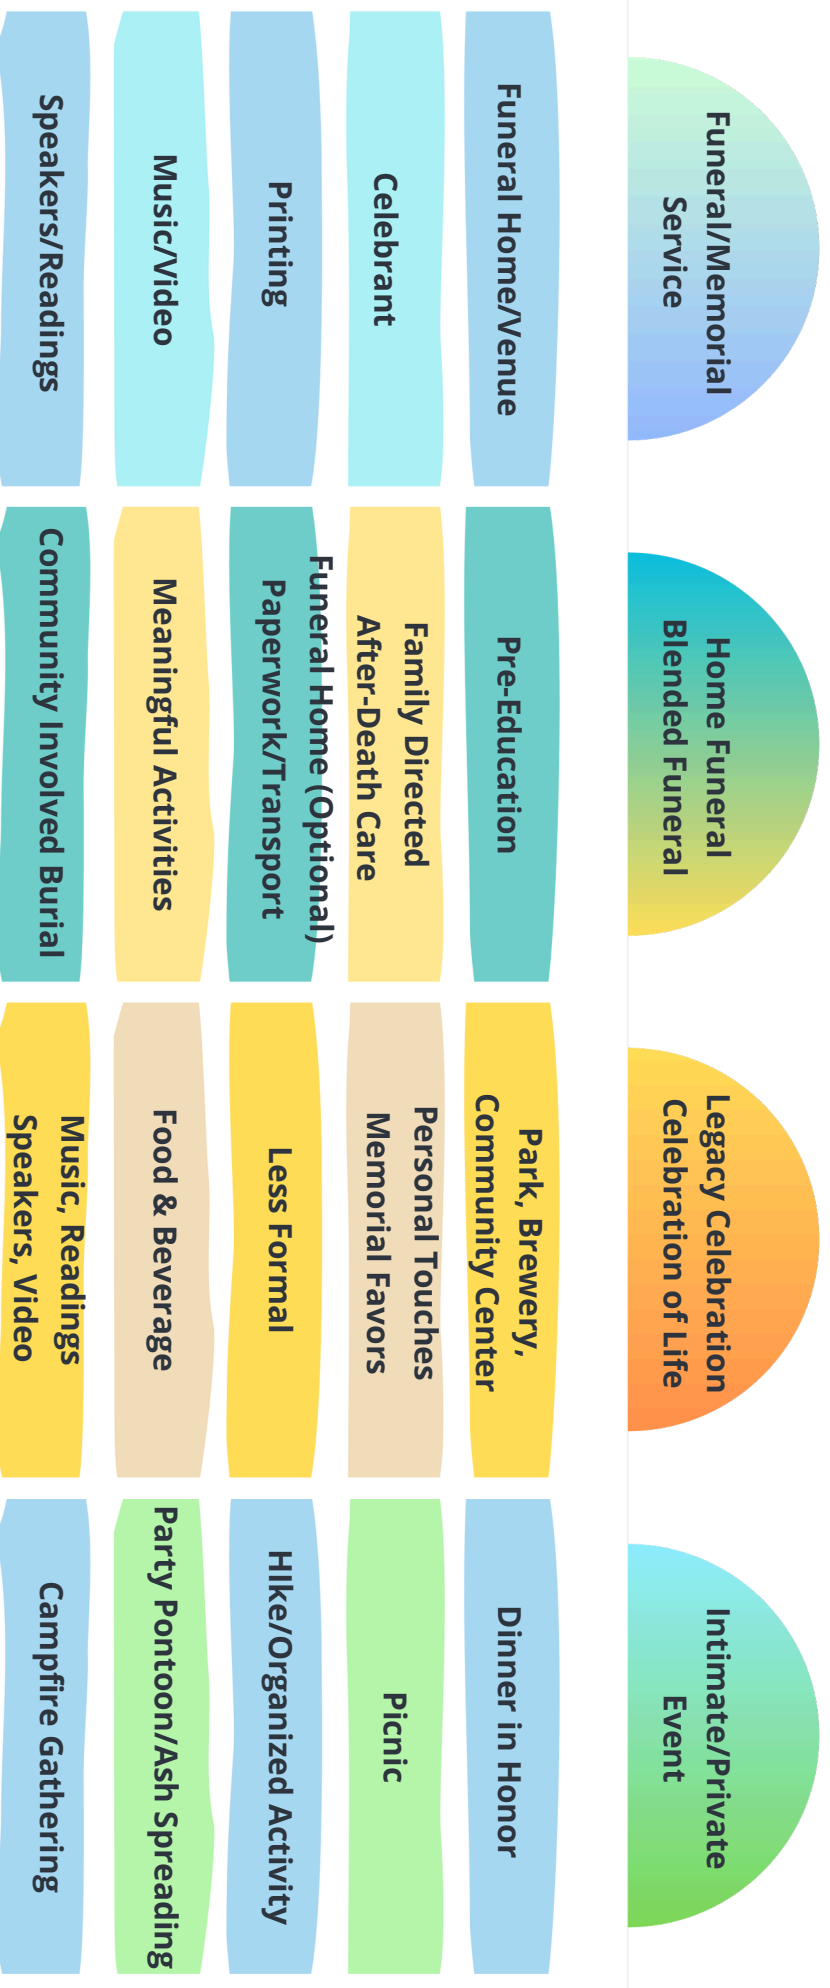 Funeral/Memorial
Service
Funeral Home/Venue
Celebrant
Printing
Music/Video
Speakers/Readings
Home Funeral
Blended Funeral
Pre-Education
Family Directed
After-Death Care
Funeral Home (Optional)
Paperwork/Transport
Meaningful Activities
Community Involved Burial
Legacy Celebration
Celebration of Life
Park, Brewery,
Community Center
Personal Touches
Memorial Favors
Less Formal
Food & Beverage
Music, Readings
Speakers, Video
Intimate/Private
Event
Dinner in Honor
Picnic
HIke/Organized Activity
Party Pontoon/Ash Spreading
Campfire Gathering